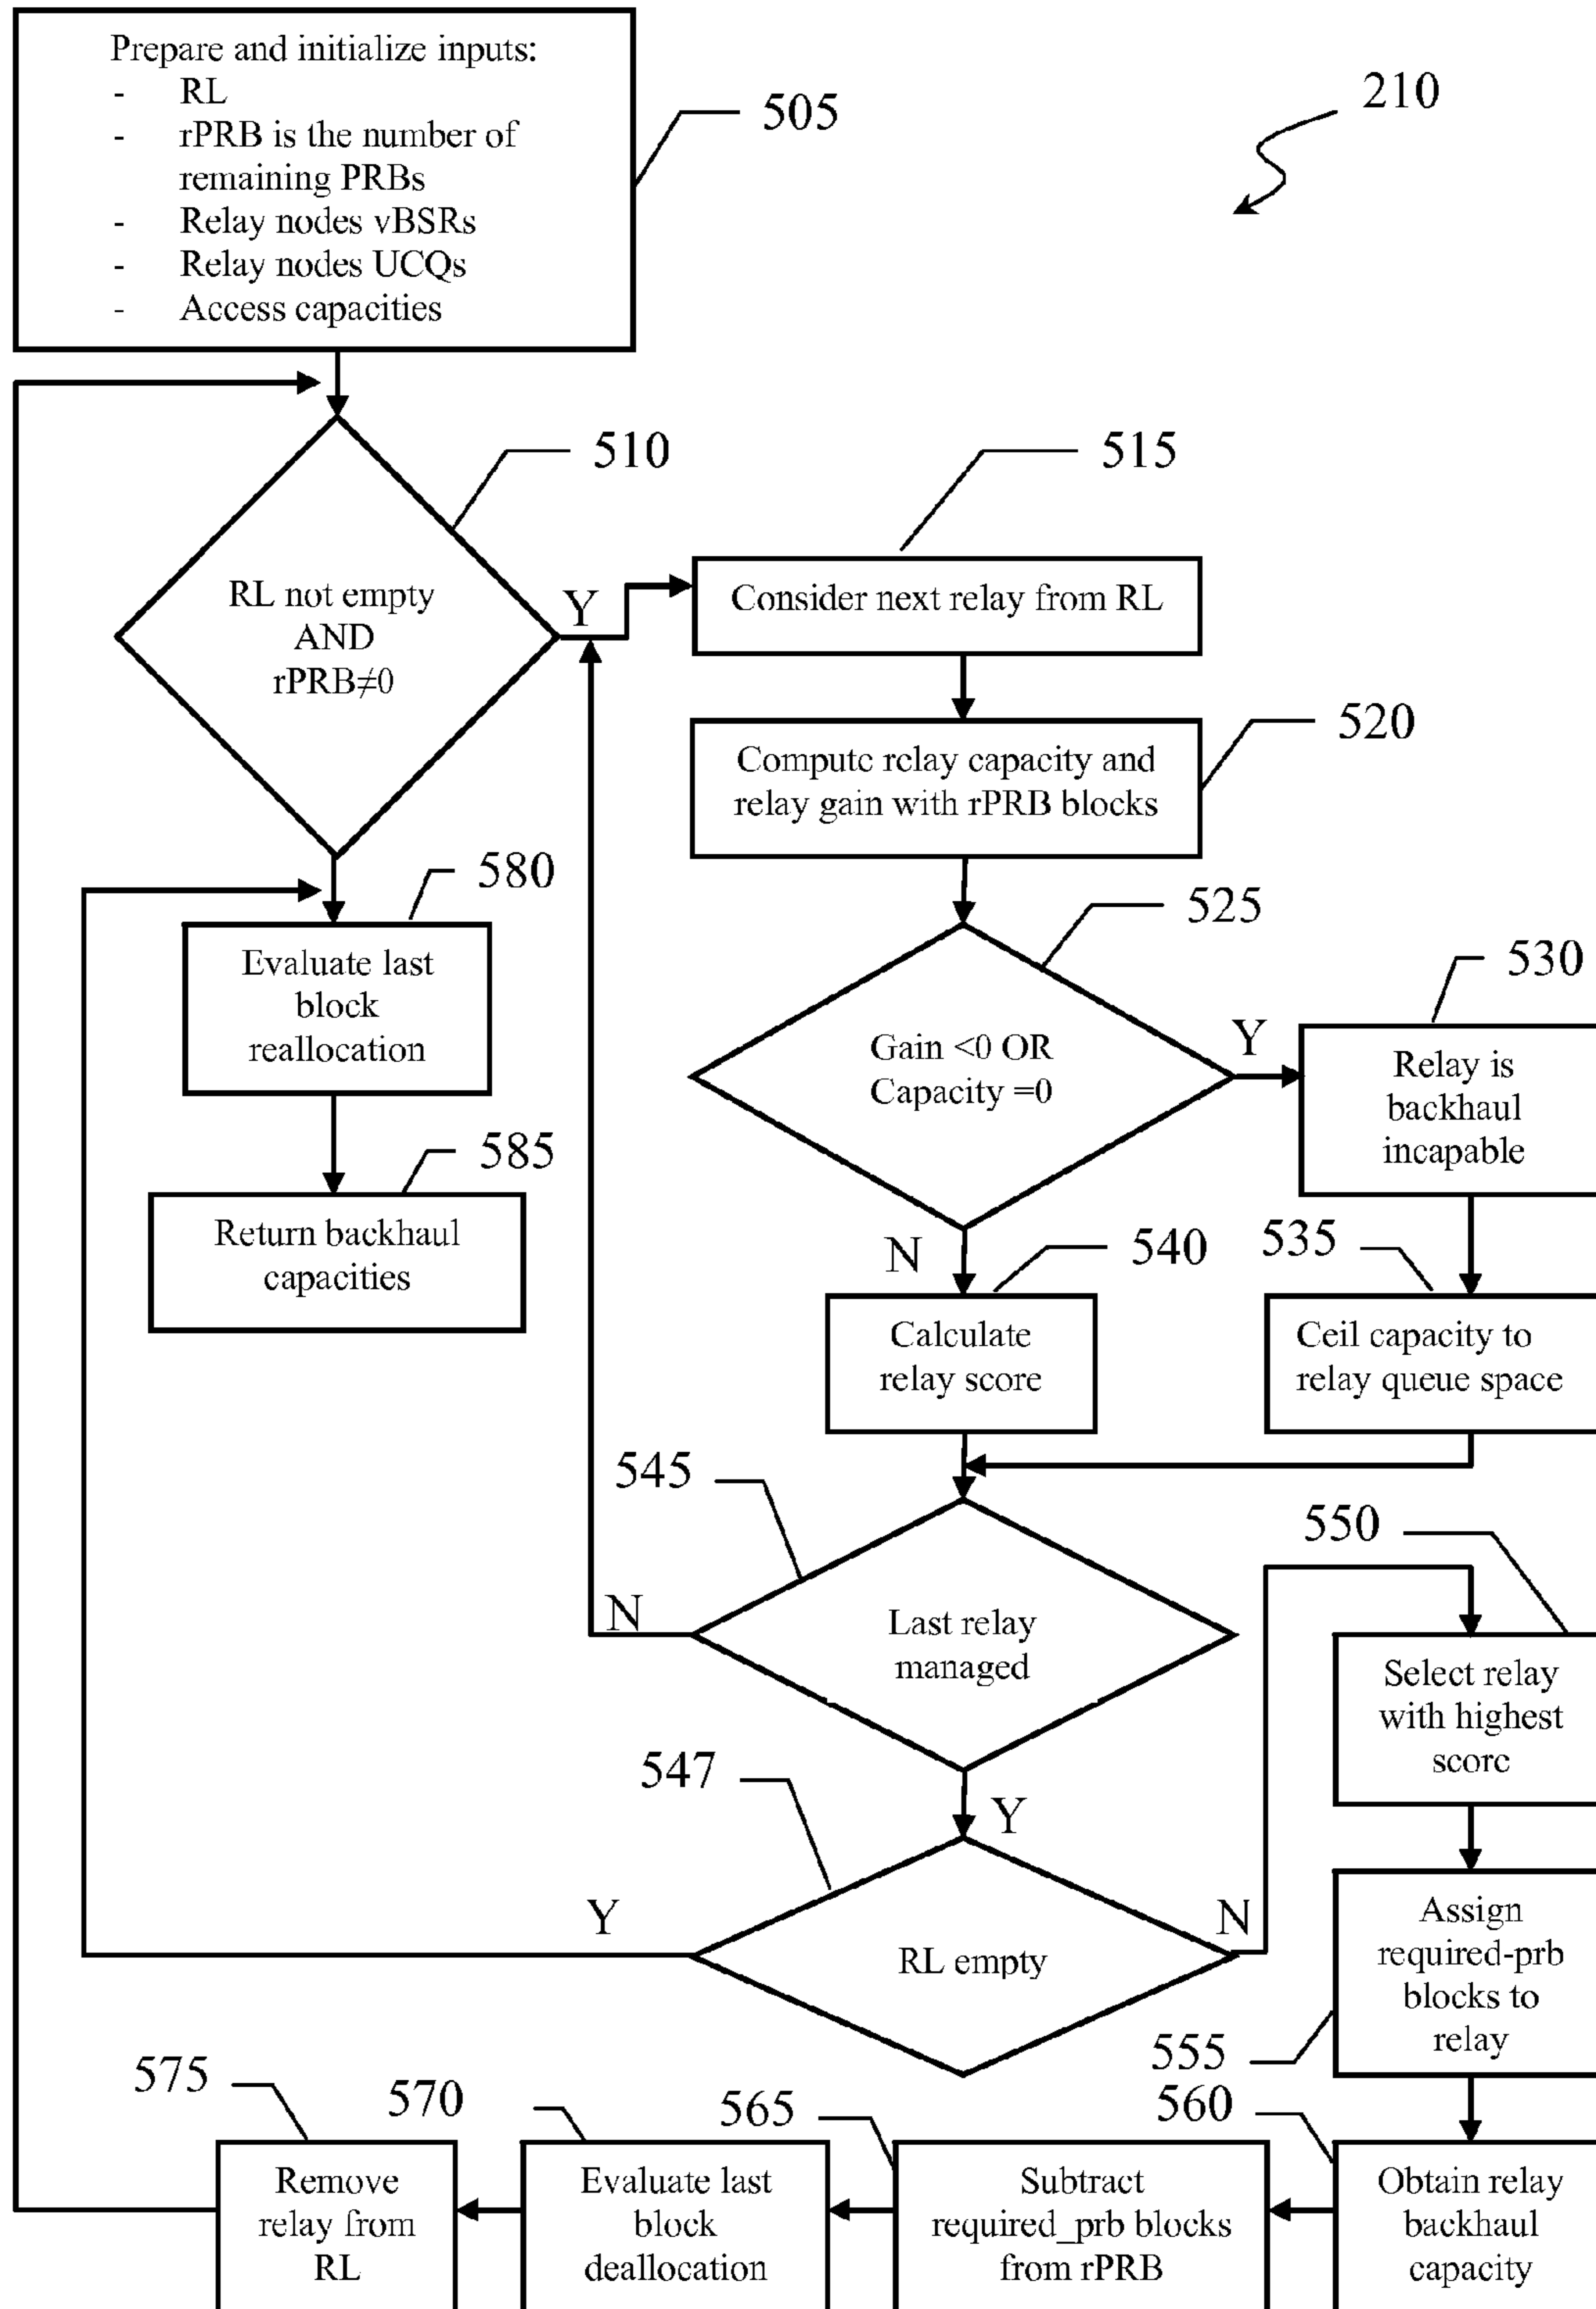 Prepare and initialize inputs:
- RL
- rPRB is the number of
remaining PRBs
- Relay nodes vBSRs
- Relay nodes UCQs
- Access capacities
505
210
510
515
RL not empty
AND
rPRB≠0
Y
Consider next relay from RL
520
Compute relay capacity and
relay gain with rPRB blocks
580
525
530
Evaluate last
block
reallocation
Gain <0 OR
Capacity =0
Y
Relay is
backhaul
incapable
585
Return backhaul
capacities
N
540
535
Calculate
relay score
Ceil capacity to
relay queue space
545
550
N
Last relay
managed
Select relay
with highest
score
547
Y
Y
RL empty
N
Assign
required-prb
blocks to
relay
555
575
570
565
560
Remove
relay from
RL
Evaluate last
block
deallocation
Subtract
required_prb blocks
from rPRB
Obtain relay
backhaul
capacity